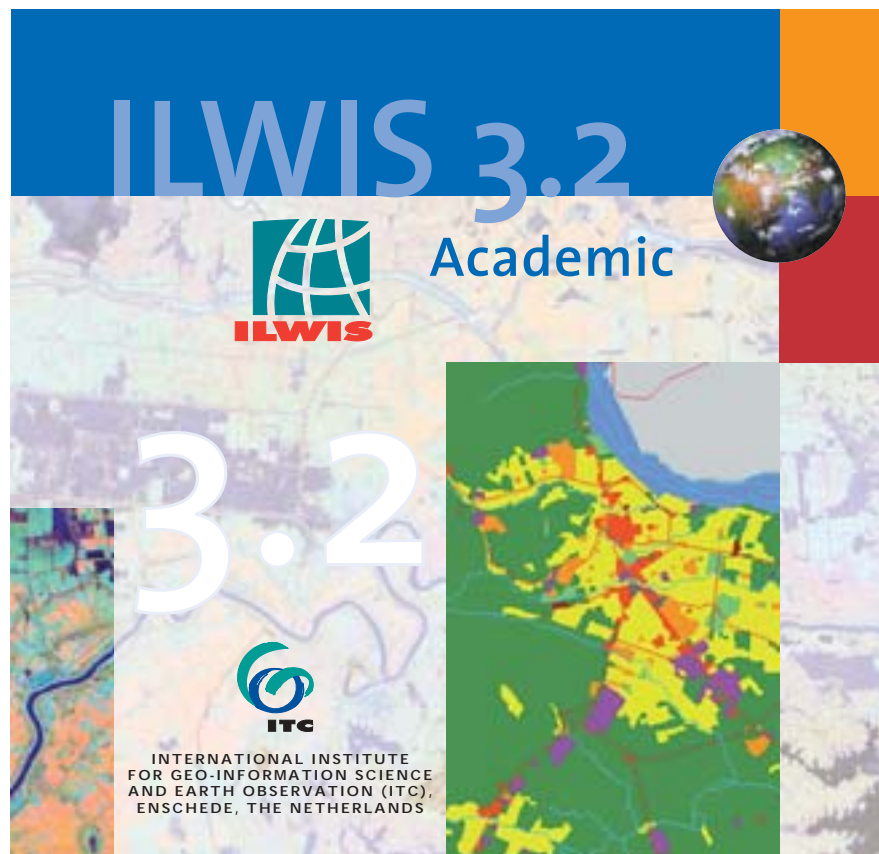 ILWIS 3.2
Academic
ILWIS
3.2
ITC
INTERNATIONAL INSTITUTE
FOR GEO-INFORMATION SCIENCE
AND EARTH OBSERVATION (ITC),
ENSCHEDE, THE NETHERLANDS